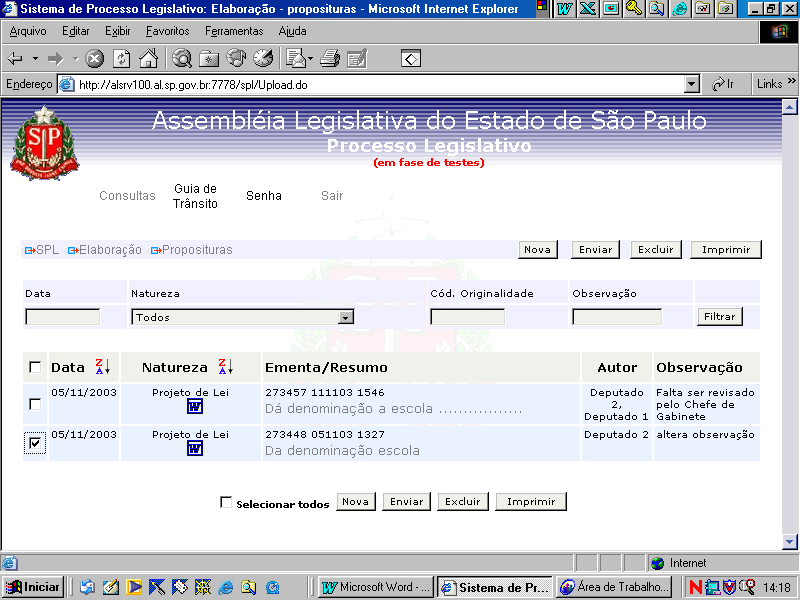 Sistema de Processo Legislativo: Elaboração - proposituras - Microsoft Internet Explorer
Arquivo Editar Exibir Favoritos Ferramentas Ajuda
Endereço http://alsrv100.al.sp.gov.br:7778/spl/Upload.do Ir Links »
Assembléia Legislativa do Estado de São Paulo
SP
Processo Legislativo
(em fase de testes)
Consultas Guia de Trânsito Senha Sair
SPL Elaboração Proposituras Nova Enviar Excluir Imprimir
Data Natureza Cód. Originalidade Observação
Todos Filtrar
Data Natureza Ementa/Resumo Autor Observação
05/11/2003 Projeto de Lei 273457 111103 1546 Deputado 2, Deputado 1 Falta ser revisado pelo Chefe de Gabinete
Dá denominação a escola .................
05/11/2003 Projeto de Lei 273448 051103 1327 Deputado 2 altera observação
Da denominação escola
Selecionar todos Nova Enviar Excluir Imprimir
Internet
Iniciar Microsoft Word - ... Sistema de Pr... Área de Trabalho... 14:18